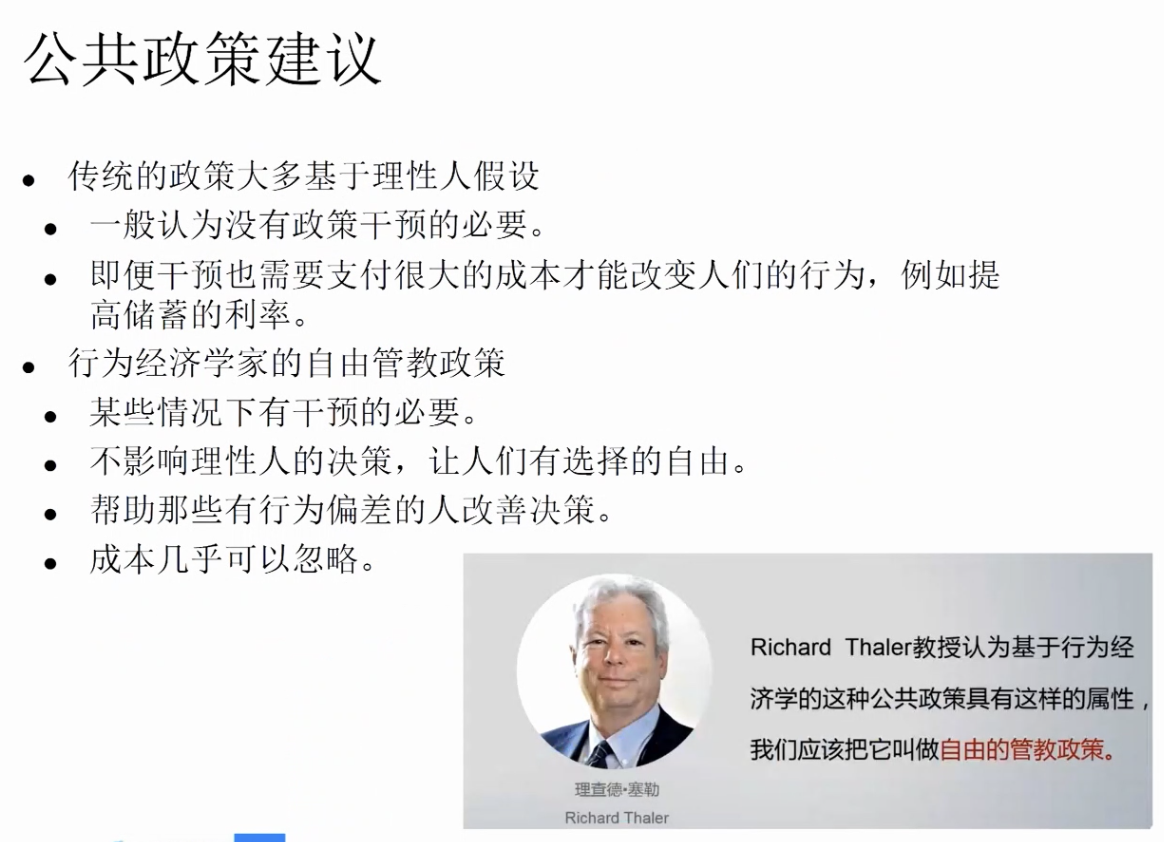 公共政策建议
传统的政策大多基于理性人假设
一般认为没有政策干预的必要。
即便干预也需要支付很大的成本才能改变人们的行为，例如提
高储蓄的利率。
行为经济学家的自由管教政策
某些情况下有干预的必要。
不影响理性人的决策，让人们有选择的自由。
帮助那些有行为偏差的人改善决策。
成本几乎可以忽略。
Richard Thaler教授认为基于行为经
济学的这种公共政策具有这样的属性，
我们应该把它叫做自由的管教政策。
理查德•塞勒
Richard Thaler